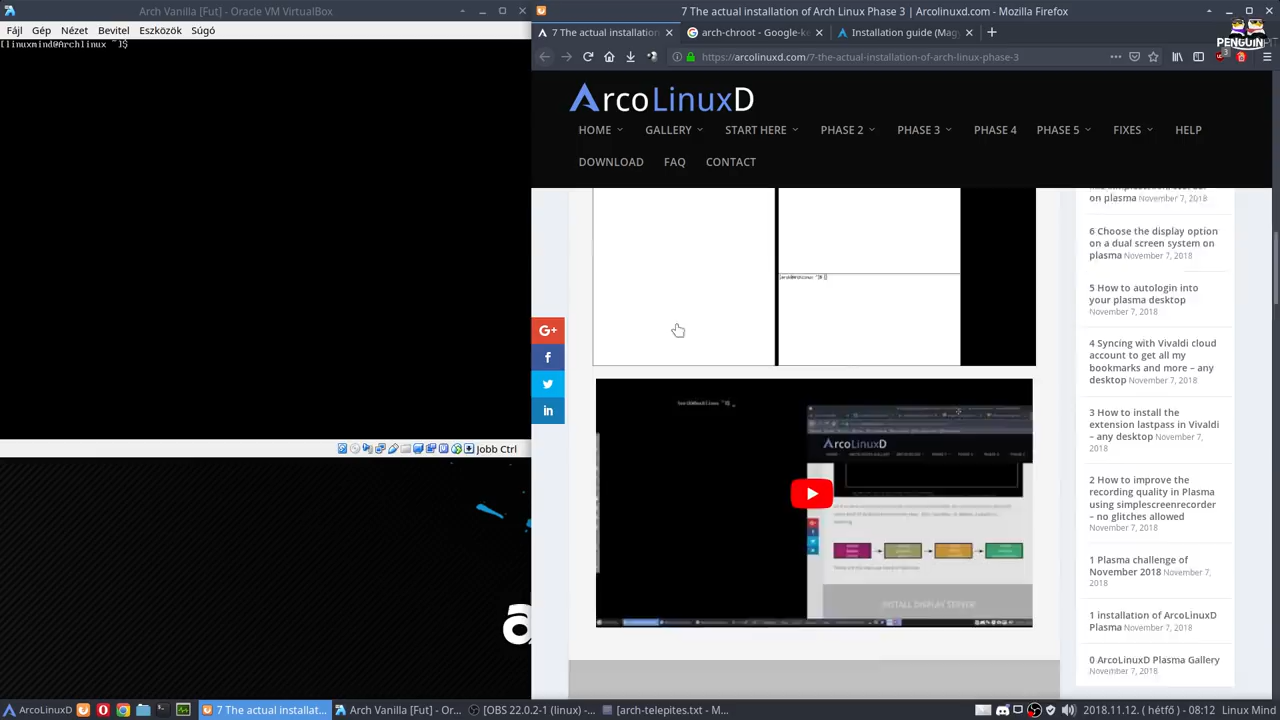 Arch Vanilla [Fut] - Oracle VM VirtualBox
Fájl Gép Nézet Bevitel Eszközök Súgó
[linuxmind@Archlinux ~]$
Jobb Ctrl
7 The actual installation of Arch Linux Phase 3 | Arcolinuxd.com - Mozilla Firefox
7 The actual installation
arch-chroot - Google-ke
Installation guide (Mag
PENGUIN
https://arcolinuxd.com/7-the-actual-installation-of-arch-linux-phase-3
3
ArcoLinuxD
HOME GALLERY START HERE PHASE 2 PHASE 3 PHASE 4 PHASE 5 FIXES HELP
DOWNLOAD FAQ CONTACT
G+
f
in
ArcoLinuxD
INSTALL DISPLAY SERVER
on plasma November 7, 2018
6 Choose the display option
on a dual screen system on
plasma November 7, 2018
5 How to autologin into
your plasma desktop
November 7, 2018
4 Syncing with Vivaldi cloud
account to get all my
bookmarks and more – any
desktop November 7, 2018
3 How to install the
extension lastpass in Vivaldi
– any desktop November 7,
2018
2 How to improve the
recording quality in Plasma
using simplescreenrecorder
– no glitches allowed
November 7, 2018
1 Plasma challenge of
November 2018 November 7,
2018
1 installation of ArcoLinuxD
Plasma November 7, 2018
0 ArcoLinuxD Plasma Gallery
November 6, 2018
a
ArcoLinuxD
7 The actual installat...
Arch Vanilla [Fut] - Or...
[OBS 22.0.2-1 (linux) -...
[arch-telepites.txt - M...
2018.11.12. ( hétfő ) - 08:12 Linux Mind